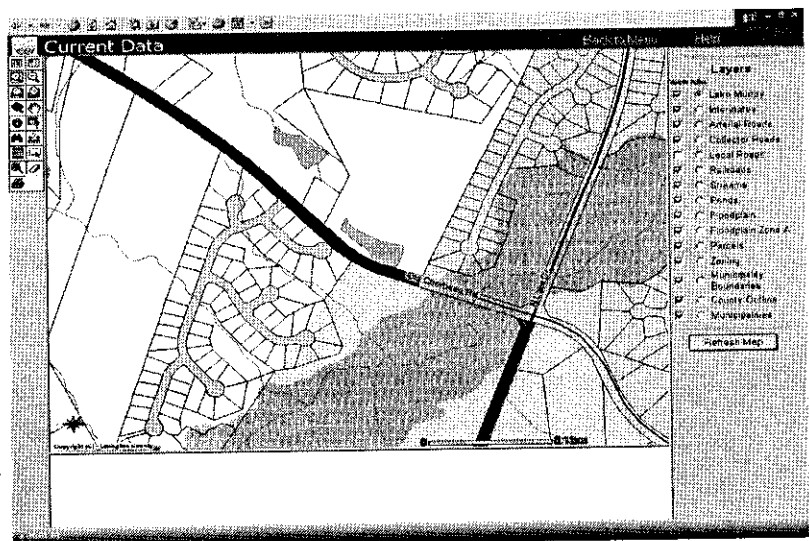 Current Data
Back to Menu
Help
Layers
Lake Murray
Interstates
Arterial Roads
Collector Roads
Local Roads
Railroads
Streams
Ponds
Floodplain
Floodplain Zone A
Parcels
Zoning
Municipality
Boundaries
County Outline
Municipalities
Refresh Map
0